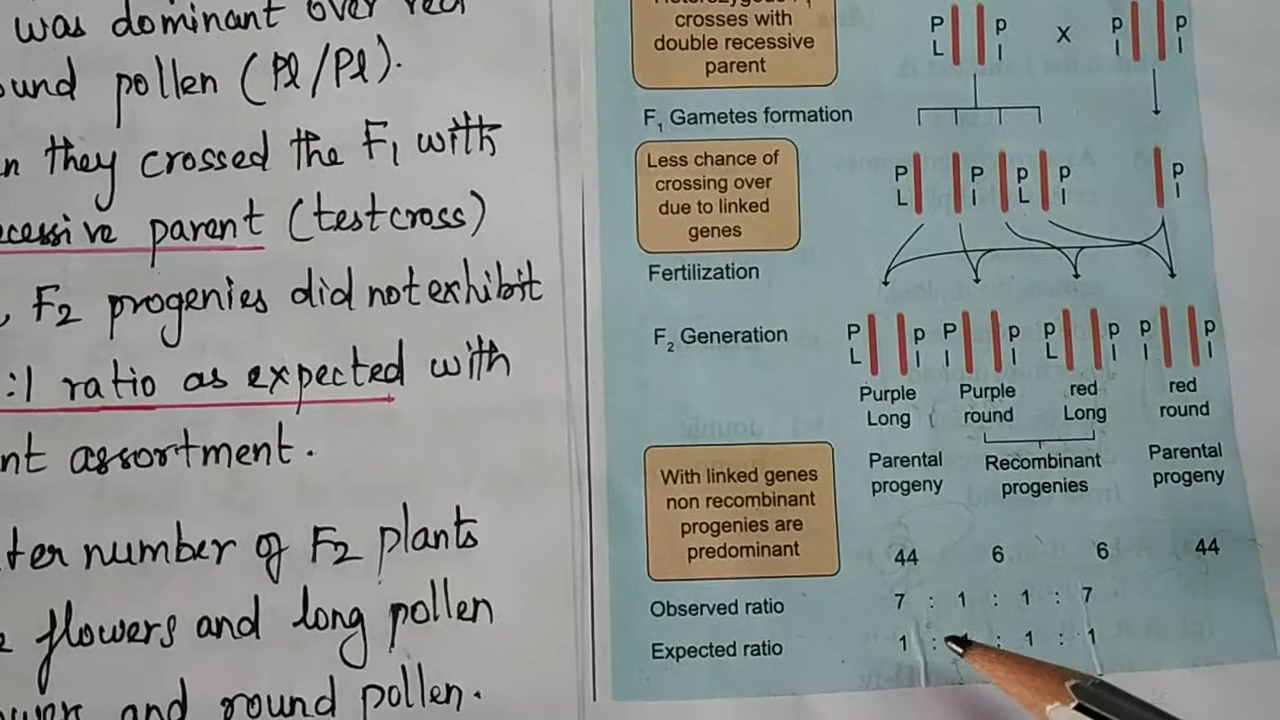 was dominant over red
ound pollen (Pl/Pl).
n they crossed the F1 with
ecessive parent (testcross)
, F2 progenies did not exhibit
:1 ratio as expected with
nt assortment.
ter number of F2 plants
e flowers and long pollen
and round pollen.
crosses with
double recessive
parent
P L p l x p l p l
F1 Gametes formation
Less chance of
crossing over
due to linked
genes
P L P l p L p l p l
Fertilization
F2 Generation
P L p l P l p l P L p l p l p l
Purple Long
Purple round
red Long
red round
Parental progeny
Recombinant progenies
Parental progeny
With linked genes
non recombinant
progenies are
predominant
44 6 6 44
Observed ratio 7 : 1 : 1 : 7
Expected ratio 1 : 1 : 1 : 1